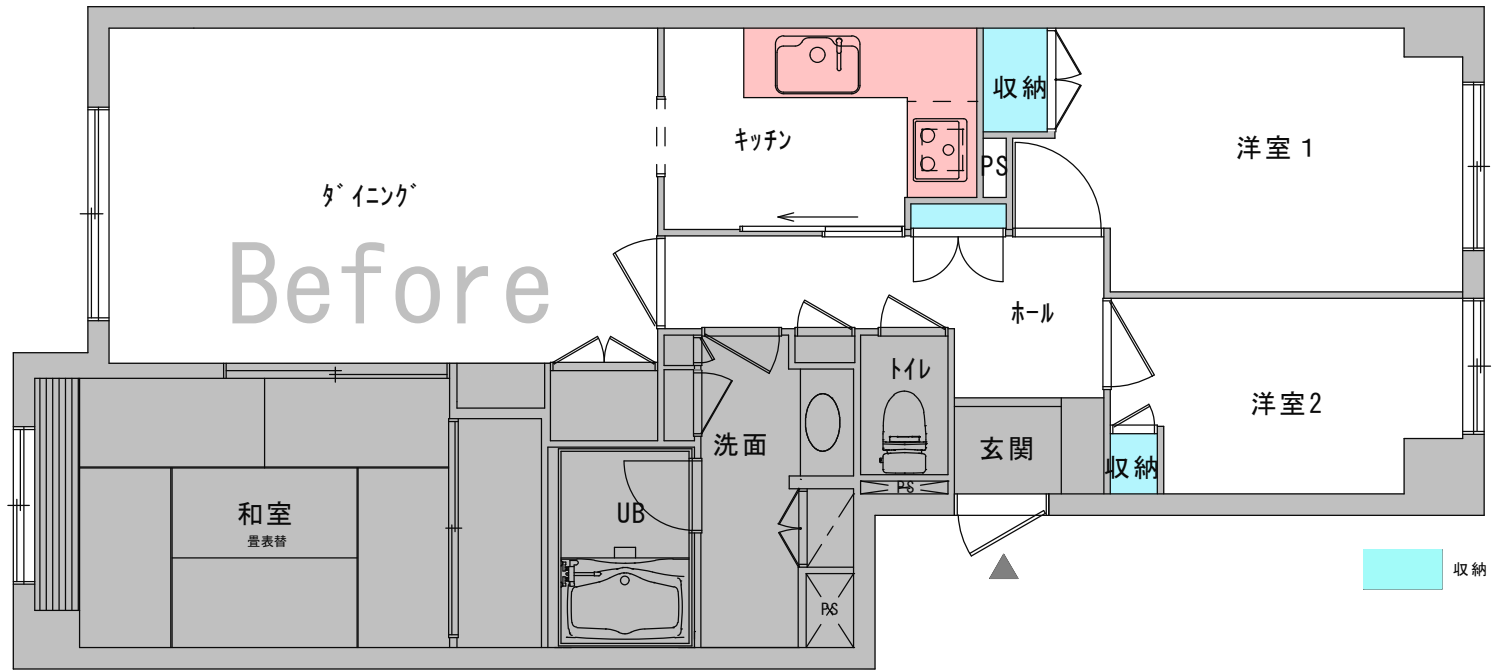 収納
キッチン
洋室１
PS
ダイニング
Before
ホール
トイレ
洋室2
洗面
玄関
収納
PS
UB
和室
畳表替
収納
PS